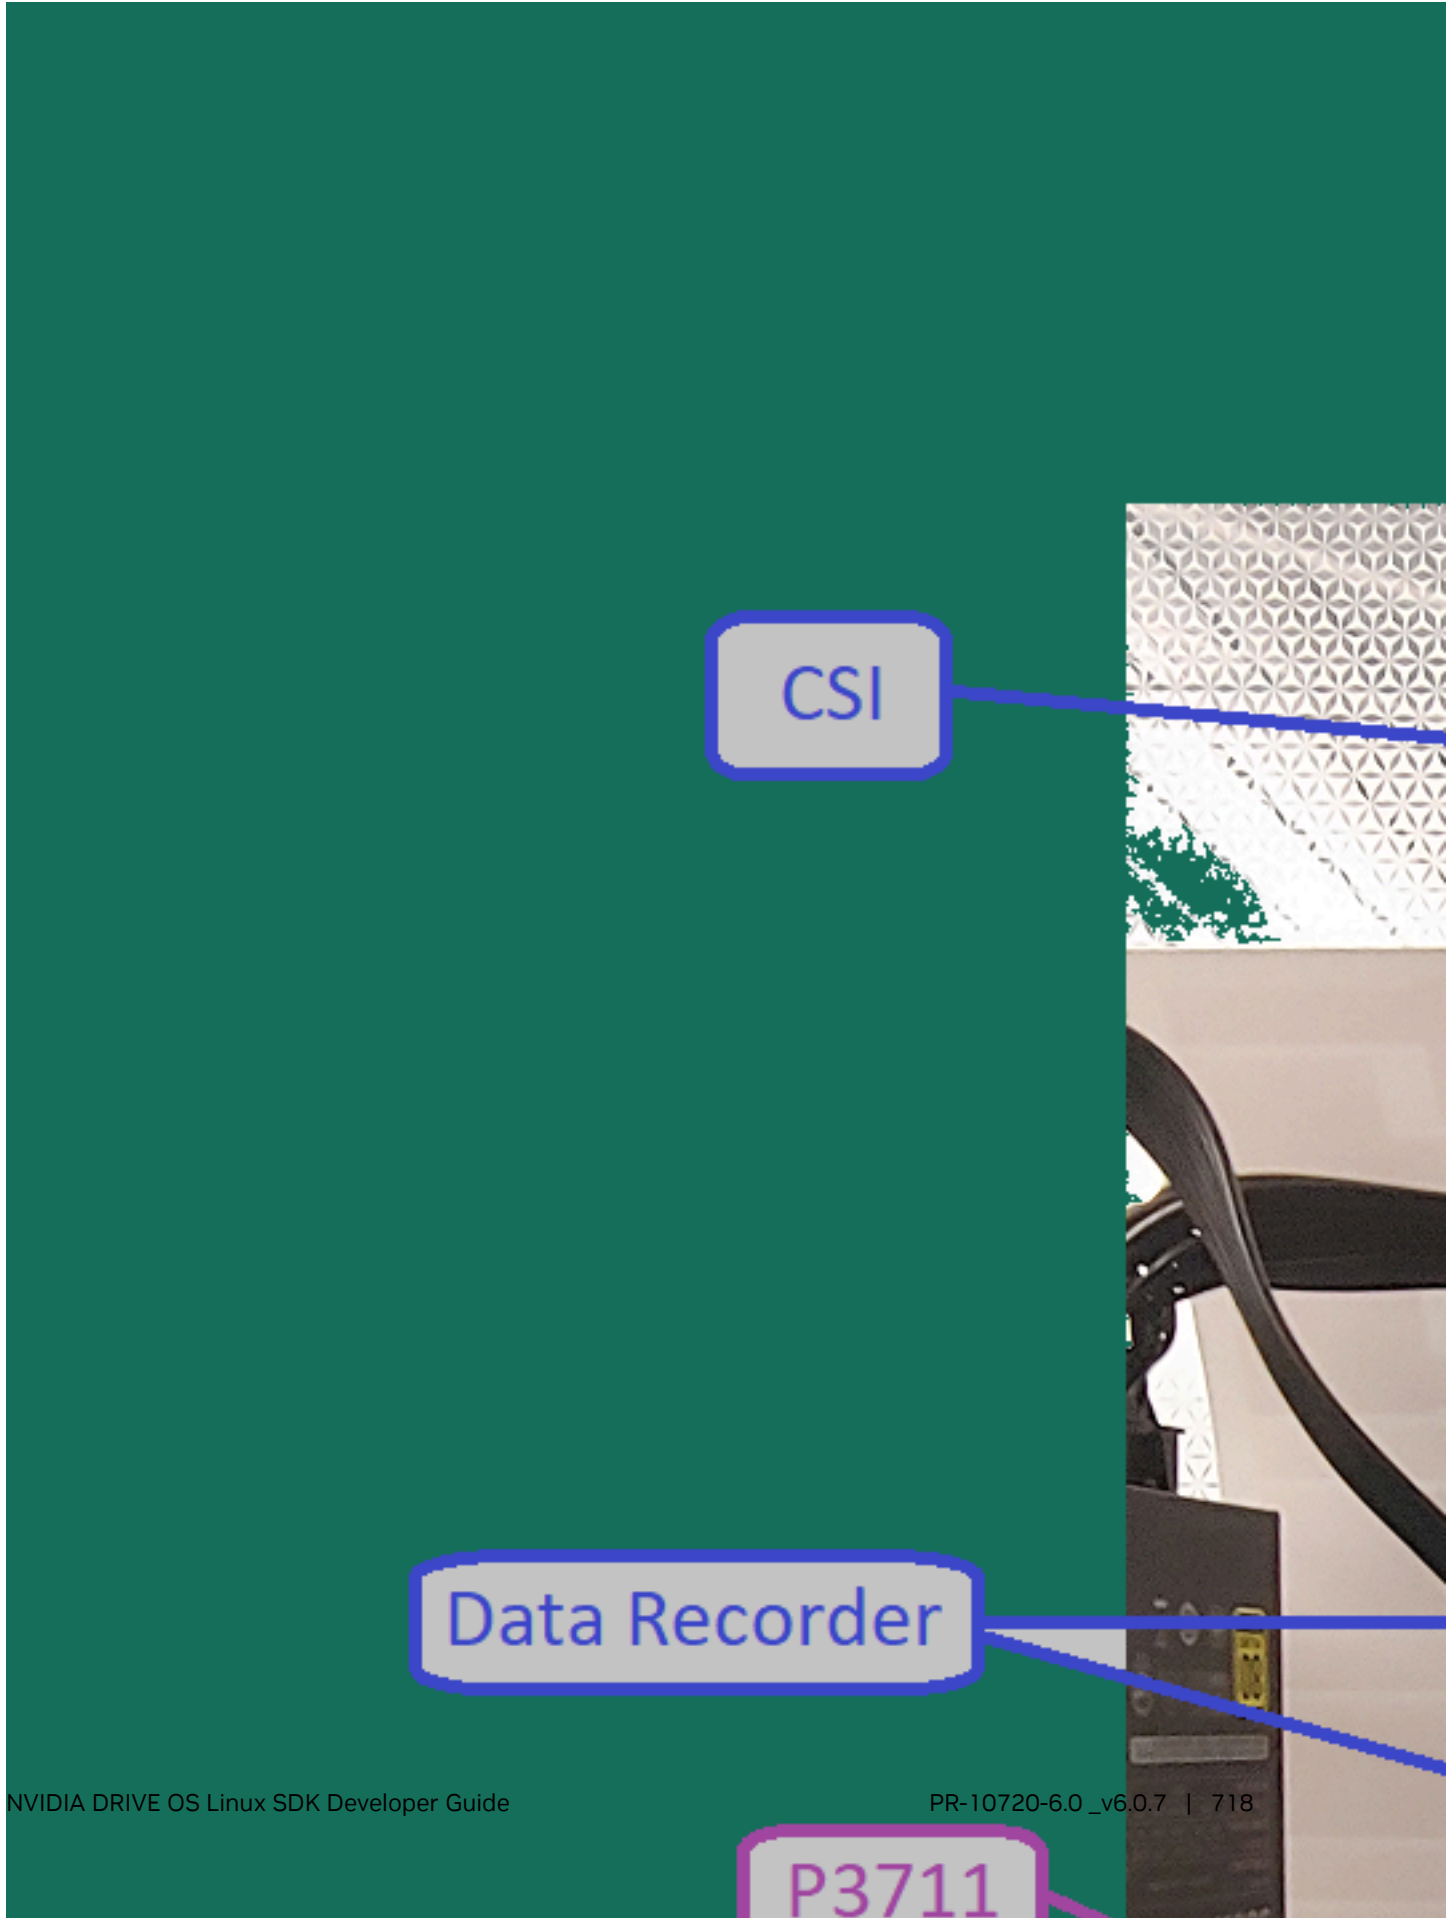 CSI
Data Recorder
NVIDIA DRIVE OS Linux SDK Developer Guide
PR-10720-6.0 _v6.0.7 | 718
P3711